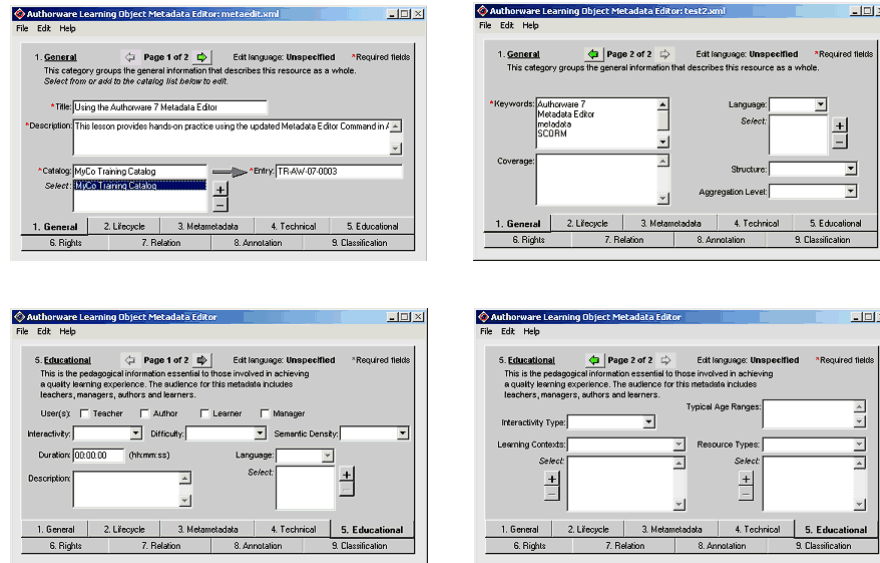 Authorware Learning Object Metadata Editor: metaedit.xml
File Edit Help
1. General Page 1 of 2 Edit language: Unspecified *Required fields
This category groups the general information that describes this resource as a whole.
Select from or add to the catalog list below to edit.
*Title: Using the Authorware 7 Metadata Editor
*Description: This lesson provides hands-on practice using the updated Metadata Editor Command in A
*Catalog: MyCo Training Catalog *Entry: TR-AW-07-0003
Select: MyCo Training Catalog
+
–
1. General 2. Lifecycle 3. Metametadata 4. Technical 5. Educational
6. Rights 7. Relation 8. Annotation 9. Classification
Authorware Learning Object Metadata Editor: test2.xml
File Edit Help
1. General Page 2 of 2 Edit language: Unspecified *Required fields
This category groups the general information that describes this resource as a whole.
*Keywords: Authorware 7 Language:
Metadata Editor Select:
metadata +
SCORM –
Coverage: Structure:
Aggregation Level:
1. General 2. Lifecycle 3. Metametadata 4. Technical 5. Educational
6. Rights 7. Relation 8. Annotation 9. Classification
Authorware Learning Object Metadata Editor
File Edit Help
5. Educational Page 1 of 2 Edit language: Unspecified *Required fields
This is the pedagogical information essential to those involved in achieving
a quality learning experience. The audience for this metadata includes
teachers, managers, authors and learners.
User(s): Teacher Author Learner Manager
Interactivity: Difficulty: Semantic Density:
Duration: 00:00:00 (hh:mm:ss) Language:
Description: Select: +
–
1. General 2. Lifecycle 3. Metametadata 4. Technical 5. Educational
6. Rights 7. Relation 8. Annotation 9. Classification
Authorware Learning Object Metadata Editor
File Edit Help
5. Educational Page 2 of 2 Edit language: Unspecified *Required fields
This is the pedagogical information essential to those involved in achieving
a quality learning experience. The audience for this metadata includes
teachers, managers, authors and learners.
Interactivity Type: Typical Age Ranges:
Learning Contexts: Resource Types:
Select: Select:
+ +
– –
1. General 2. Lifecycle 3. Metametadata 4. Technical 5. Educational
6. Rights 7. Relation 8. Annotation 9. Classification